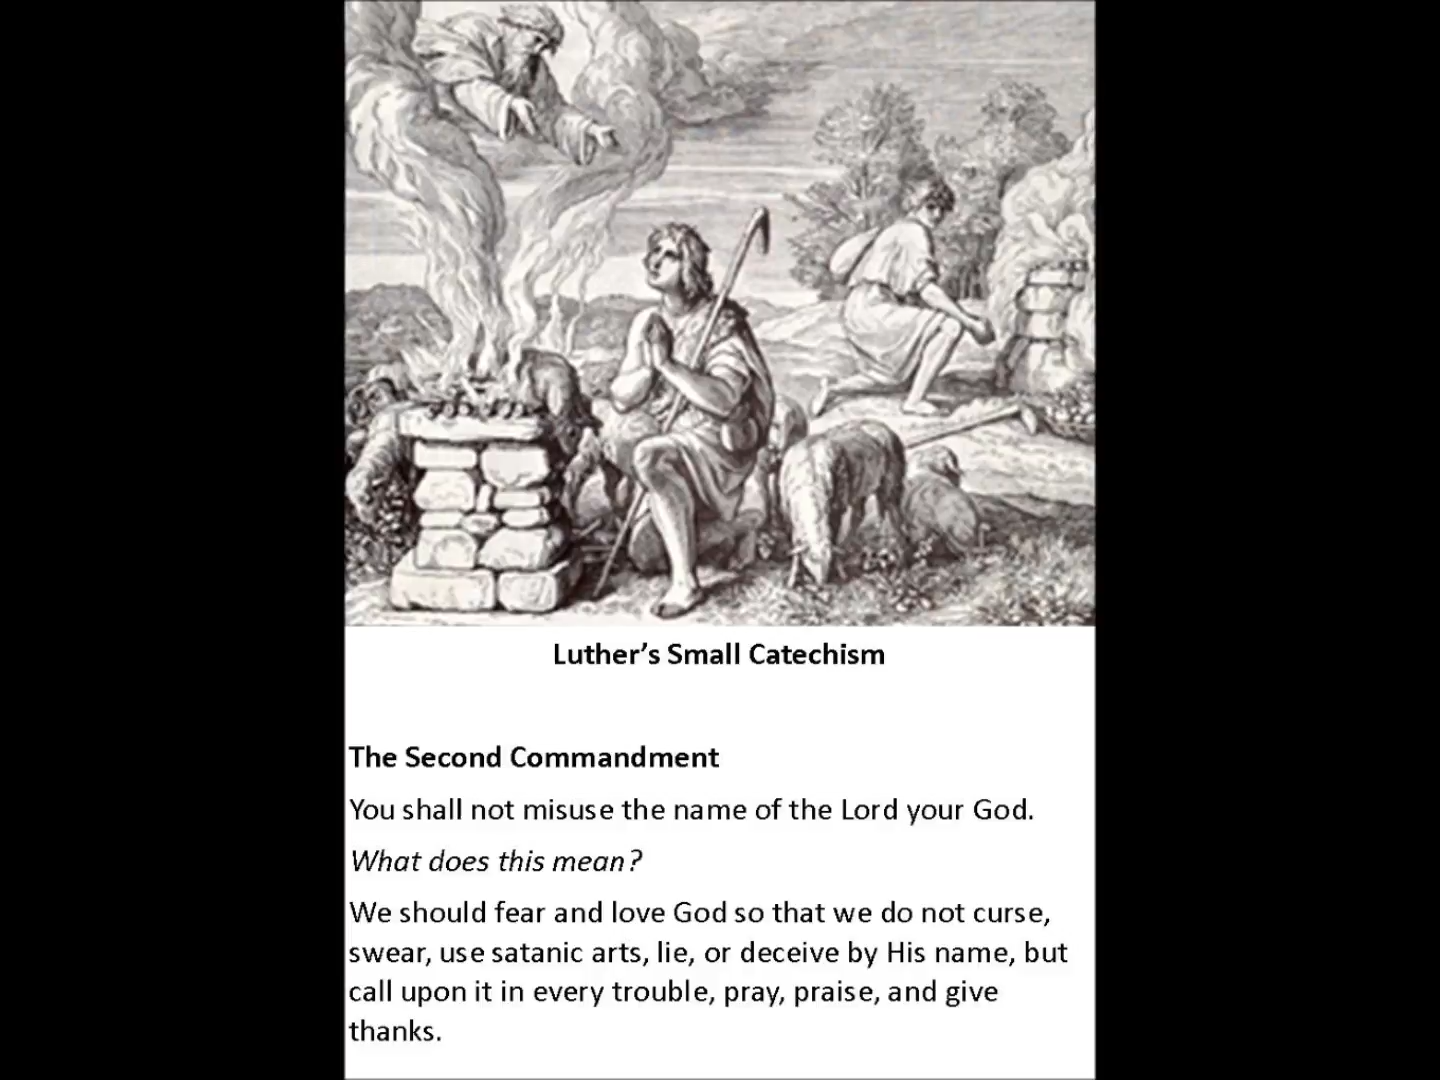 Luther’s Small Catechism
The Second Commandment
You shall not misuse the name of the Lord your God.
What does this mean?
We should fear and love God so that we do not curse,
swear, use satanic arts, lie, or deceive by His name, but
call upon it in every trouble, pray, praise, and give
thanks.